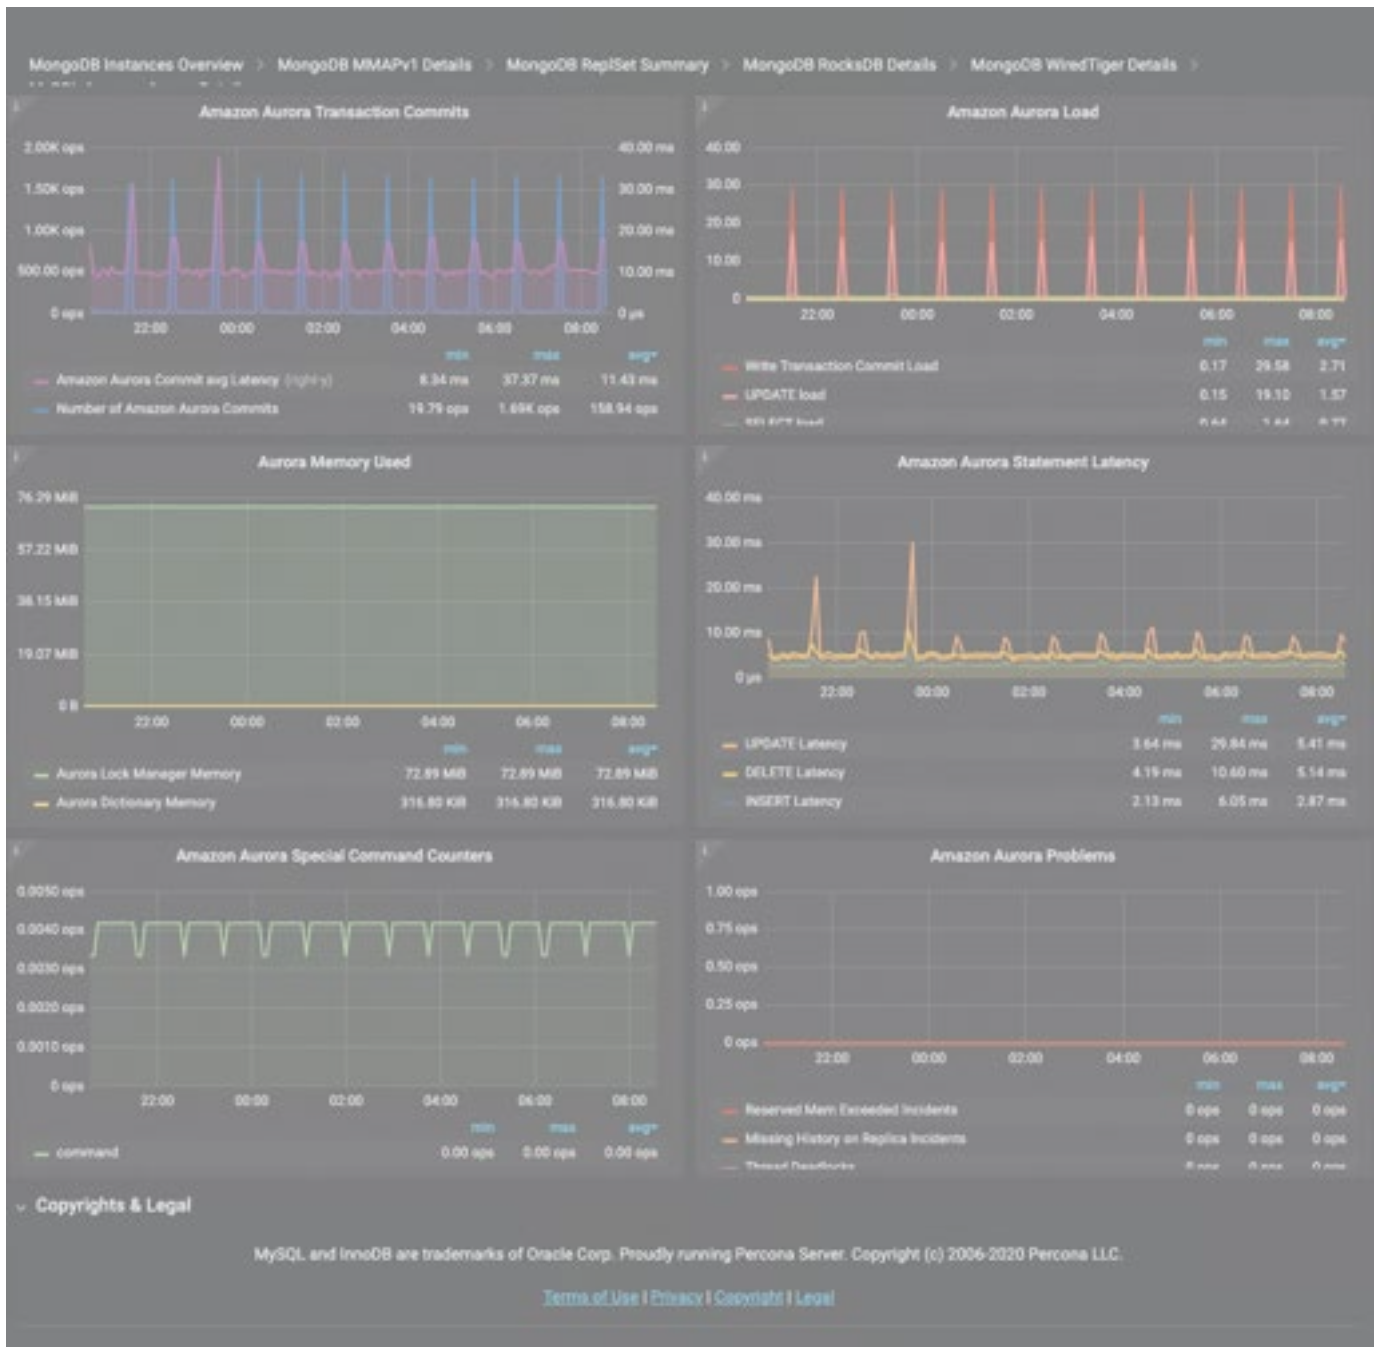 MongoDB Instances Overview > MongoDB MMAPv1 Details > MongoDB ReplSet Summary > MongoDB RocksDB Details > MongoDB WiredTiger Details >
Amazon Aurora Transaction Commits
2.00K ops
1.50K ops
1.00K ops
500.00 ops
0 ops
40.00 ms
30.00 ms
20.00 ms
10.00 ms
0 µs
22:00 00:00 02:00 04:00 06:00 08:00
min max avg
Amazon Aurora Commit avg Latency (right-y) 8.34 ms 37.37 ms 11.43 ms
Number of Amazon Aurora Commits 19.79 ops 1.69K ops 158.94 ops
Amazon Aurora Load
40.00
30.00
20.00
10.00
0
22:00 00:00 02:00 04:00 06:00 08:00
min max avg
Write Transaction Commit Load 0.17 29.58 2.71
UPDATE load 0.15 19.10 1.57
SELECT load
Aurora Memory Used
76.29 MiB
57.22 MiB
38.15 MiB
19.07 MiB
0 B
22:00 00:00 02:00 04:00 06:00 08:00
min max avg
Aurora Lock Manager Memory 72.89 MiB 72.89 MiB 72.89 MiB
Aurora Dictionary Memory 316.80 KiB 316.80 KiB 316.80 KiB
Amazon Aurora Statement Latency
40.00 ms
30.00 ms
20.00 ms
10.00 ms
0 µs
22:00 00:00 02:00 04:00 06:00 08:00
min max avg
UPDATE Latency 3.64 ms 29.84 ms 5.41 ms
DELETE Latency 4.19 ms 10.60 ms 5.14 ms
INSERT Latency 2.13 ms 6.05 ms 2.87 ms
Amazon Aurora Special Command Counters
0.0050 ops
0.0040 ops
0.0030 ops
0.0020 ops
0.0010 ops
0 ops
22:00 00:00 02:00 04:00 06:00 08:00
min max avg
command 0.00 ops 0.00 ops 0.00 ops
Amazon Aurora Problems
1.00 ops
0.75 ops
0.50 ops
0.25 ops
0 ops
22:00 00:00 02:00 04:00 06:00 08:00
min max avg
Reserved Mem Exceeded Incidents 0 ops 0 ops 0 ops
Missing History on Replica Incidents 0 ops 0 ops 0 ops
Thread Deadlocks 0 ops 0 ops 0 ops
Copyrights & Legal
MySQL and InnoDB are trademarks of Oracle Corp. Proudly running Percona Server. Copyright (c) 2006-2020 Percona LLC.
Terms of Use | Privacy | Copyright | Legal